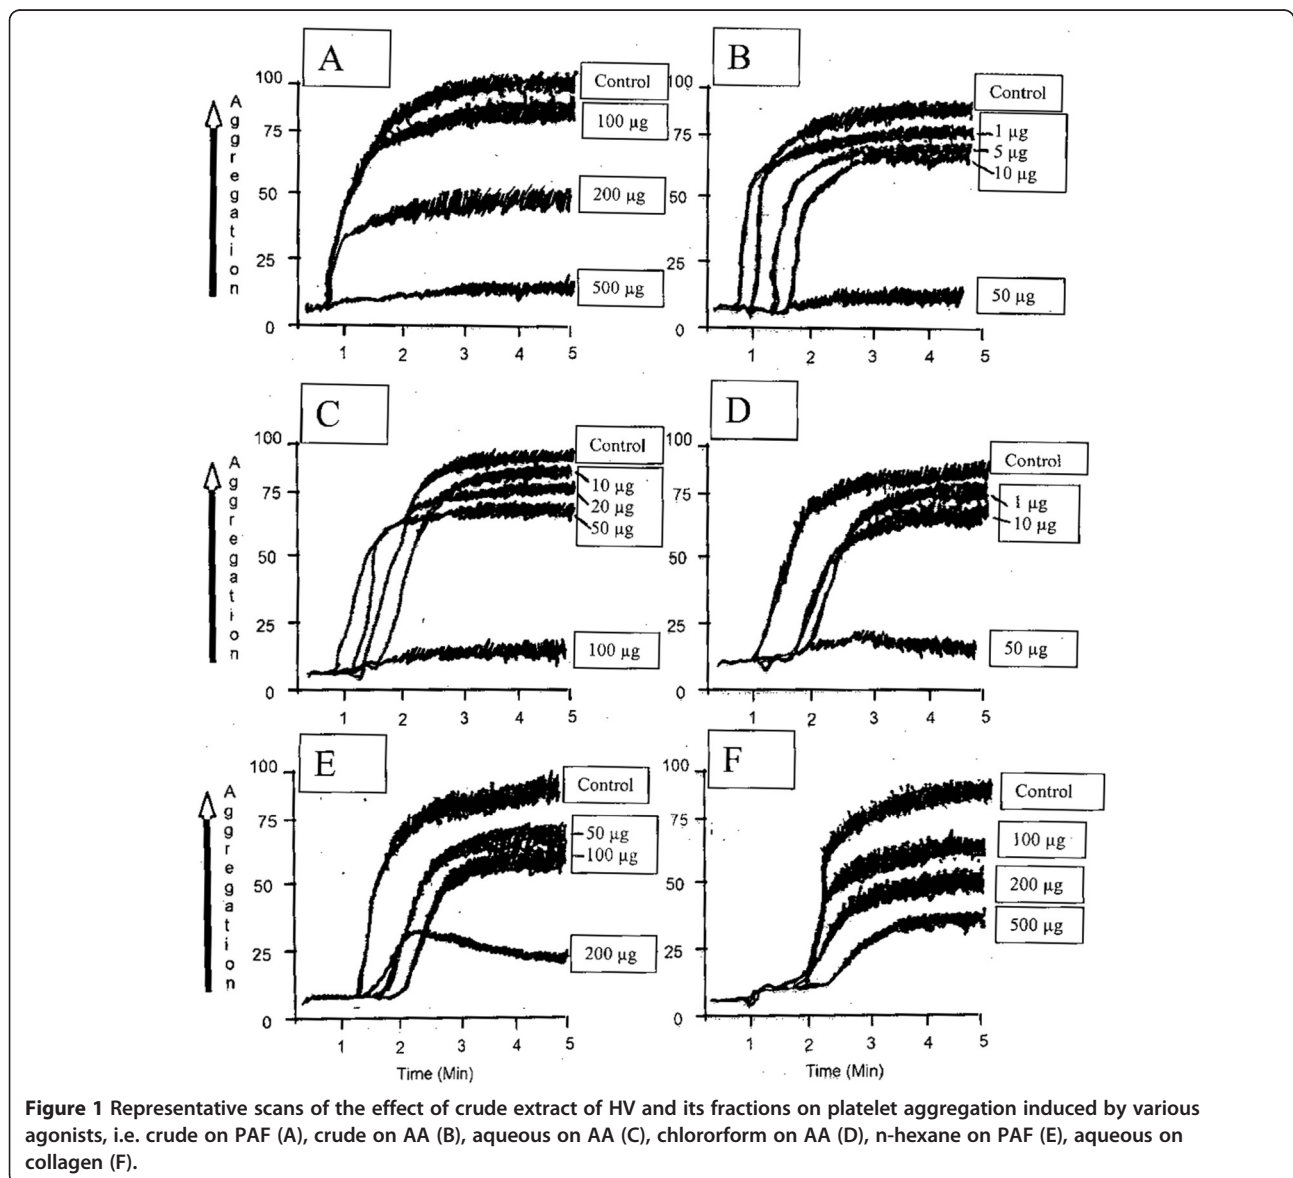 A
Aggregation
100
75
50
25
0
1 2 3 4 5
Control
100 µg
200 µg
500 µg
B
100
75
50
25
0
1 2 3 4 5
Control
1 µg
5 µg
10 µg
50 µg
C
Aggregation
100
75
50
25
0
1 2 3 4 5
Control
10 µg
20 µg
50 µg
100 µg
D
100
75
50
25
0
1 2 3 4 5
Control
1 µg
10 µg
50 µg
E
Aggregation
100
75
50
25
0
1 2 3 4 5
Time (Min)
Control
50 µg
100 µg
200 µg
F
100
75
50
25
0
1 2 3 4 5
Time (Min)
Control
100 µg
200 µg
500 µg
Figure 1 Representative scans of the effect of crude extract of HV and its fractions on platelet aggregation induced by various
agonists, i.e. crude on PAF (A), crude on AA (B), aqueous on AA (C), chlororform on AA (D), n-hexane on PAF (E), aqueous on
collagen (F).